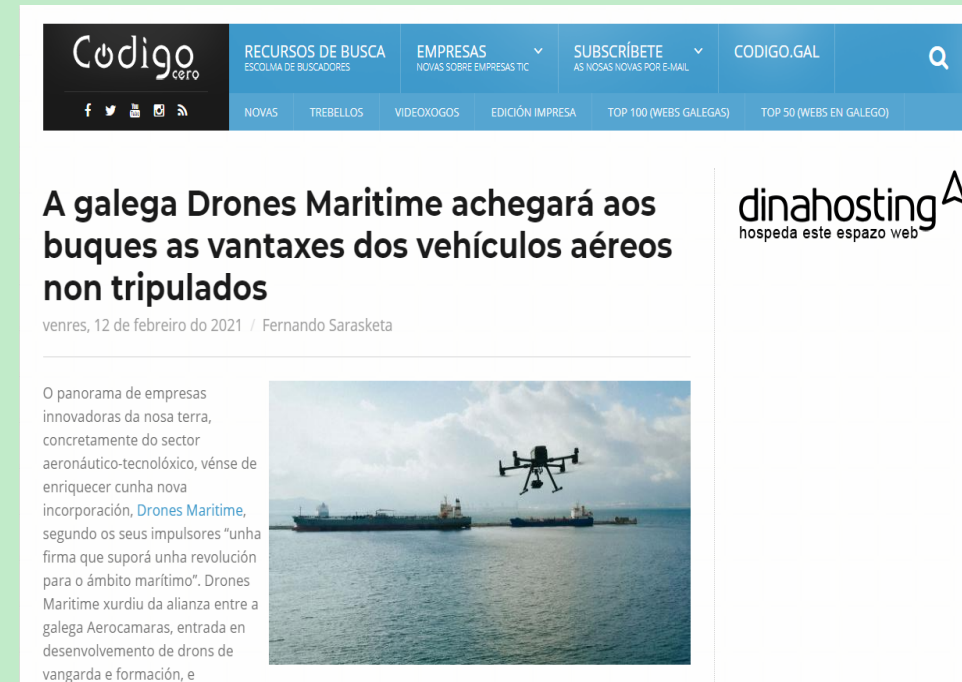 Codigo
cero
RECURSOS DE BUSCA
ESCOLMA DE BUSCADORES
EMPRESAS
NOVAS SOBRE EMPRESAS TIC
SUBSCRÍBETE
AS NOSAS NOVAS POR E-MAIL
CODIGO.GAL
NOVAS
TREBELLOS
VIDEOXOGOS
EDICIÓN IMPRESA
TOP 100 (WEBS GALEGAS)
TOP 50 (WEBS EN GALEGO)
A galega Drones Maritime achegará aos
buques as vantaxes dos vehículos aéreos
non tripulados
venres, 12 de febreiro do 2021 / Fernando Sarasketa
dinahosting
hospeda este espazo web
O panorama de empresas
innovadoras da nosa terra,
concretamente do sector
aeronáutico-tecnolóxico, vénse de
enriquecer cunha nova
incorporación, Drones Maritime,
segundo os seus impulsores “unha
firma que suporá unha revolución
para o ámbito marítimo”. Drones
Maritime xurdiu da alianza entre a
galega Aerocamaras, entrada en
desenvolvemento de drons de
vangarda e formación, e